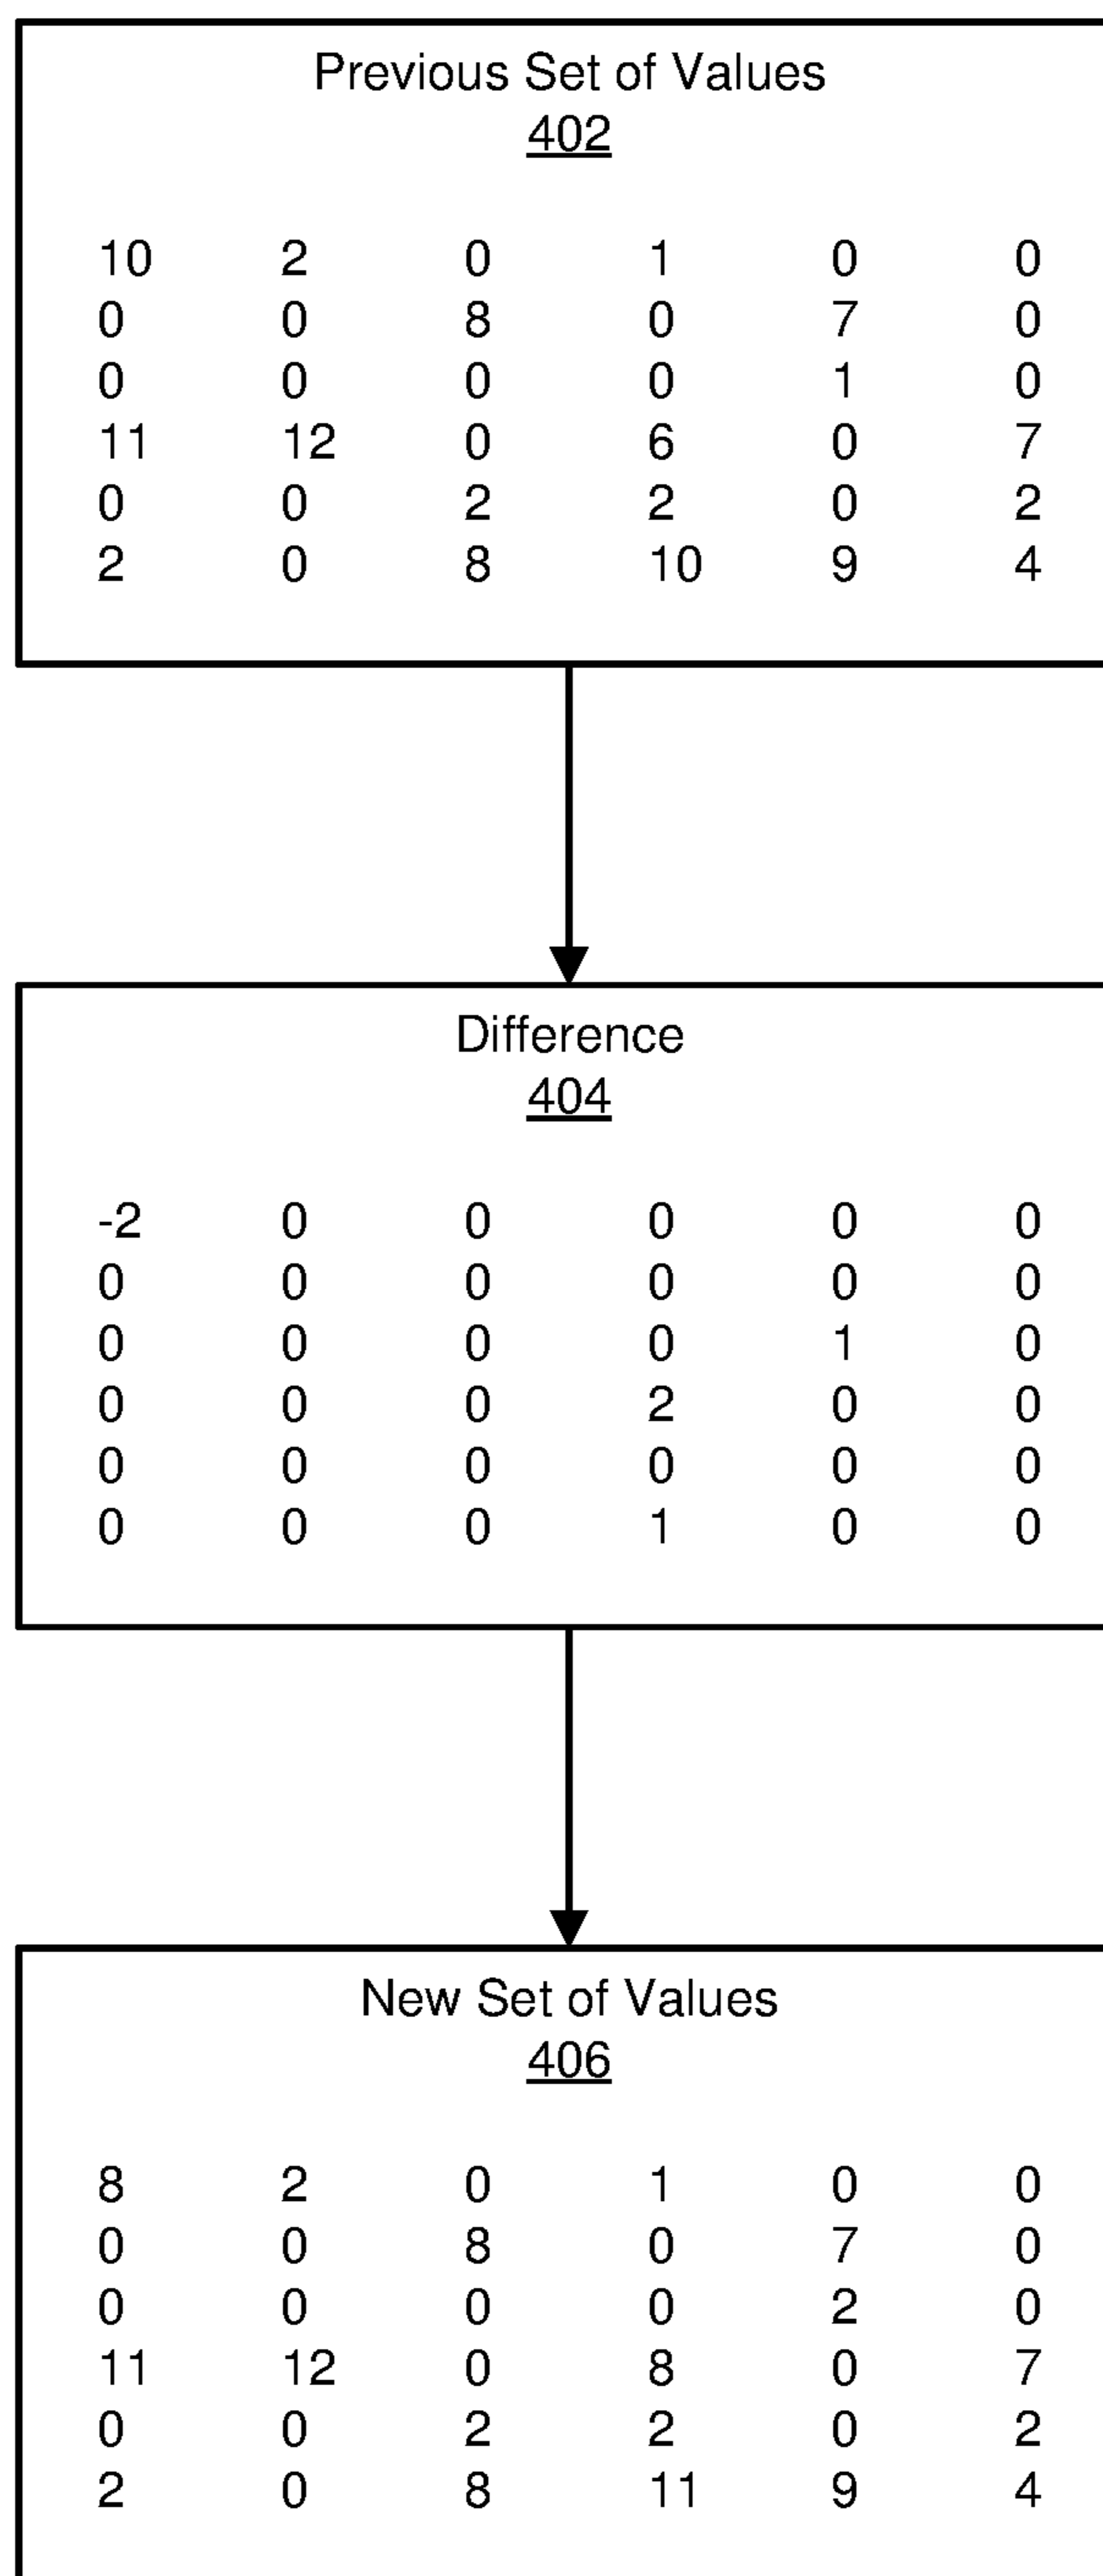 Previous Set of Values
402
10 2 0 1 0 0
0 0 8 0 7 0
0 0 0 0 1 0
11 12 0 6 0 7
0 0 2 2 0 2
2 0 8 10 9 4
Difference
404
-2 0 0 0 0 0
0 0 0 0 0 0
0 0 0 0 1 0
0 0 0 2 0 0
0 0 0 0 0 0
0 0 0 1 0 0
New Set of Values
406
8 2 0 1 0 0
0 0 8 0 7 0
0 0 0 0 2 0
11 12 0 8 0 7
0 0 2 2 0 2
2 0 8 11 9 4